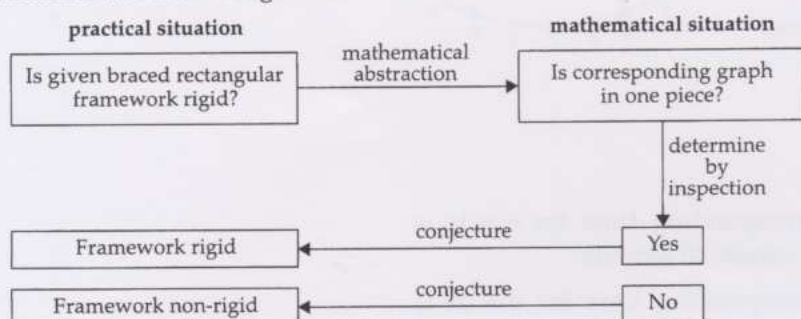 practical situation
mathematical situation
Is given braced rectangular
framework rigid?
mathematical
abstraction
Is corresponding graph
in one piece?
determine
by
inspection
Framework rigid
conjecture
Yes
Framework non-rigid
conjecture
No